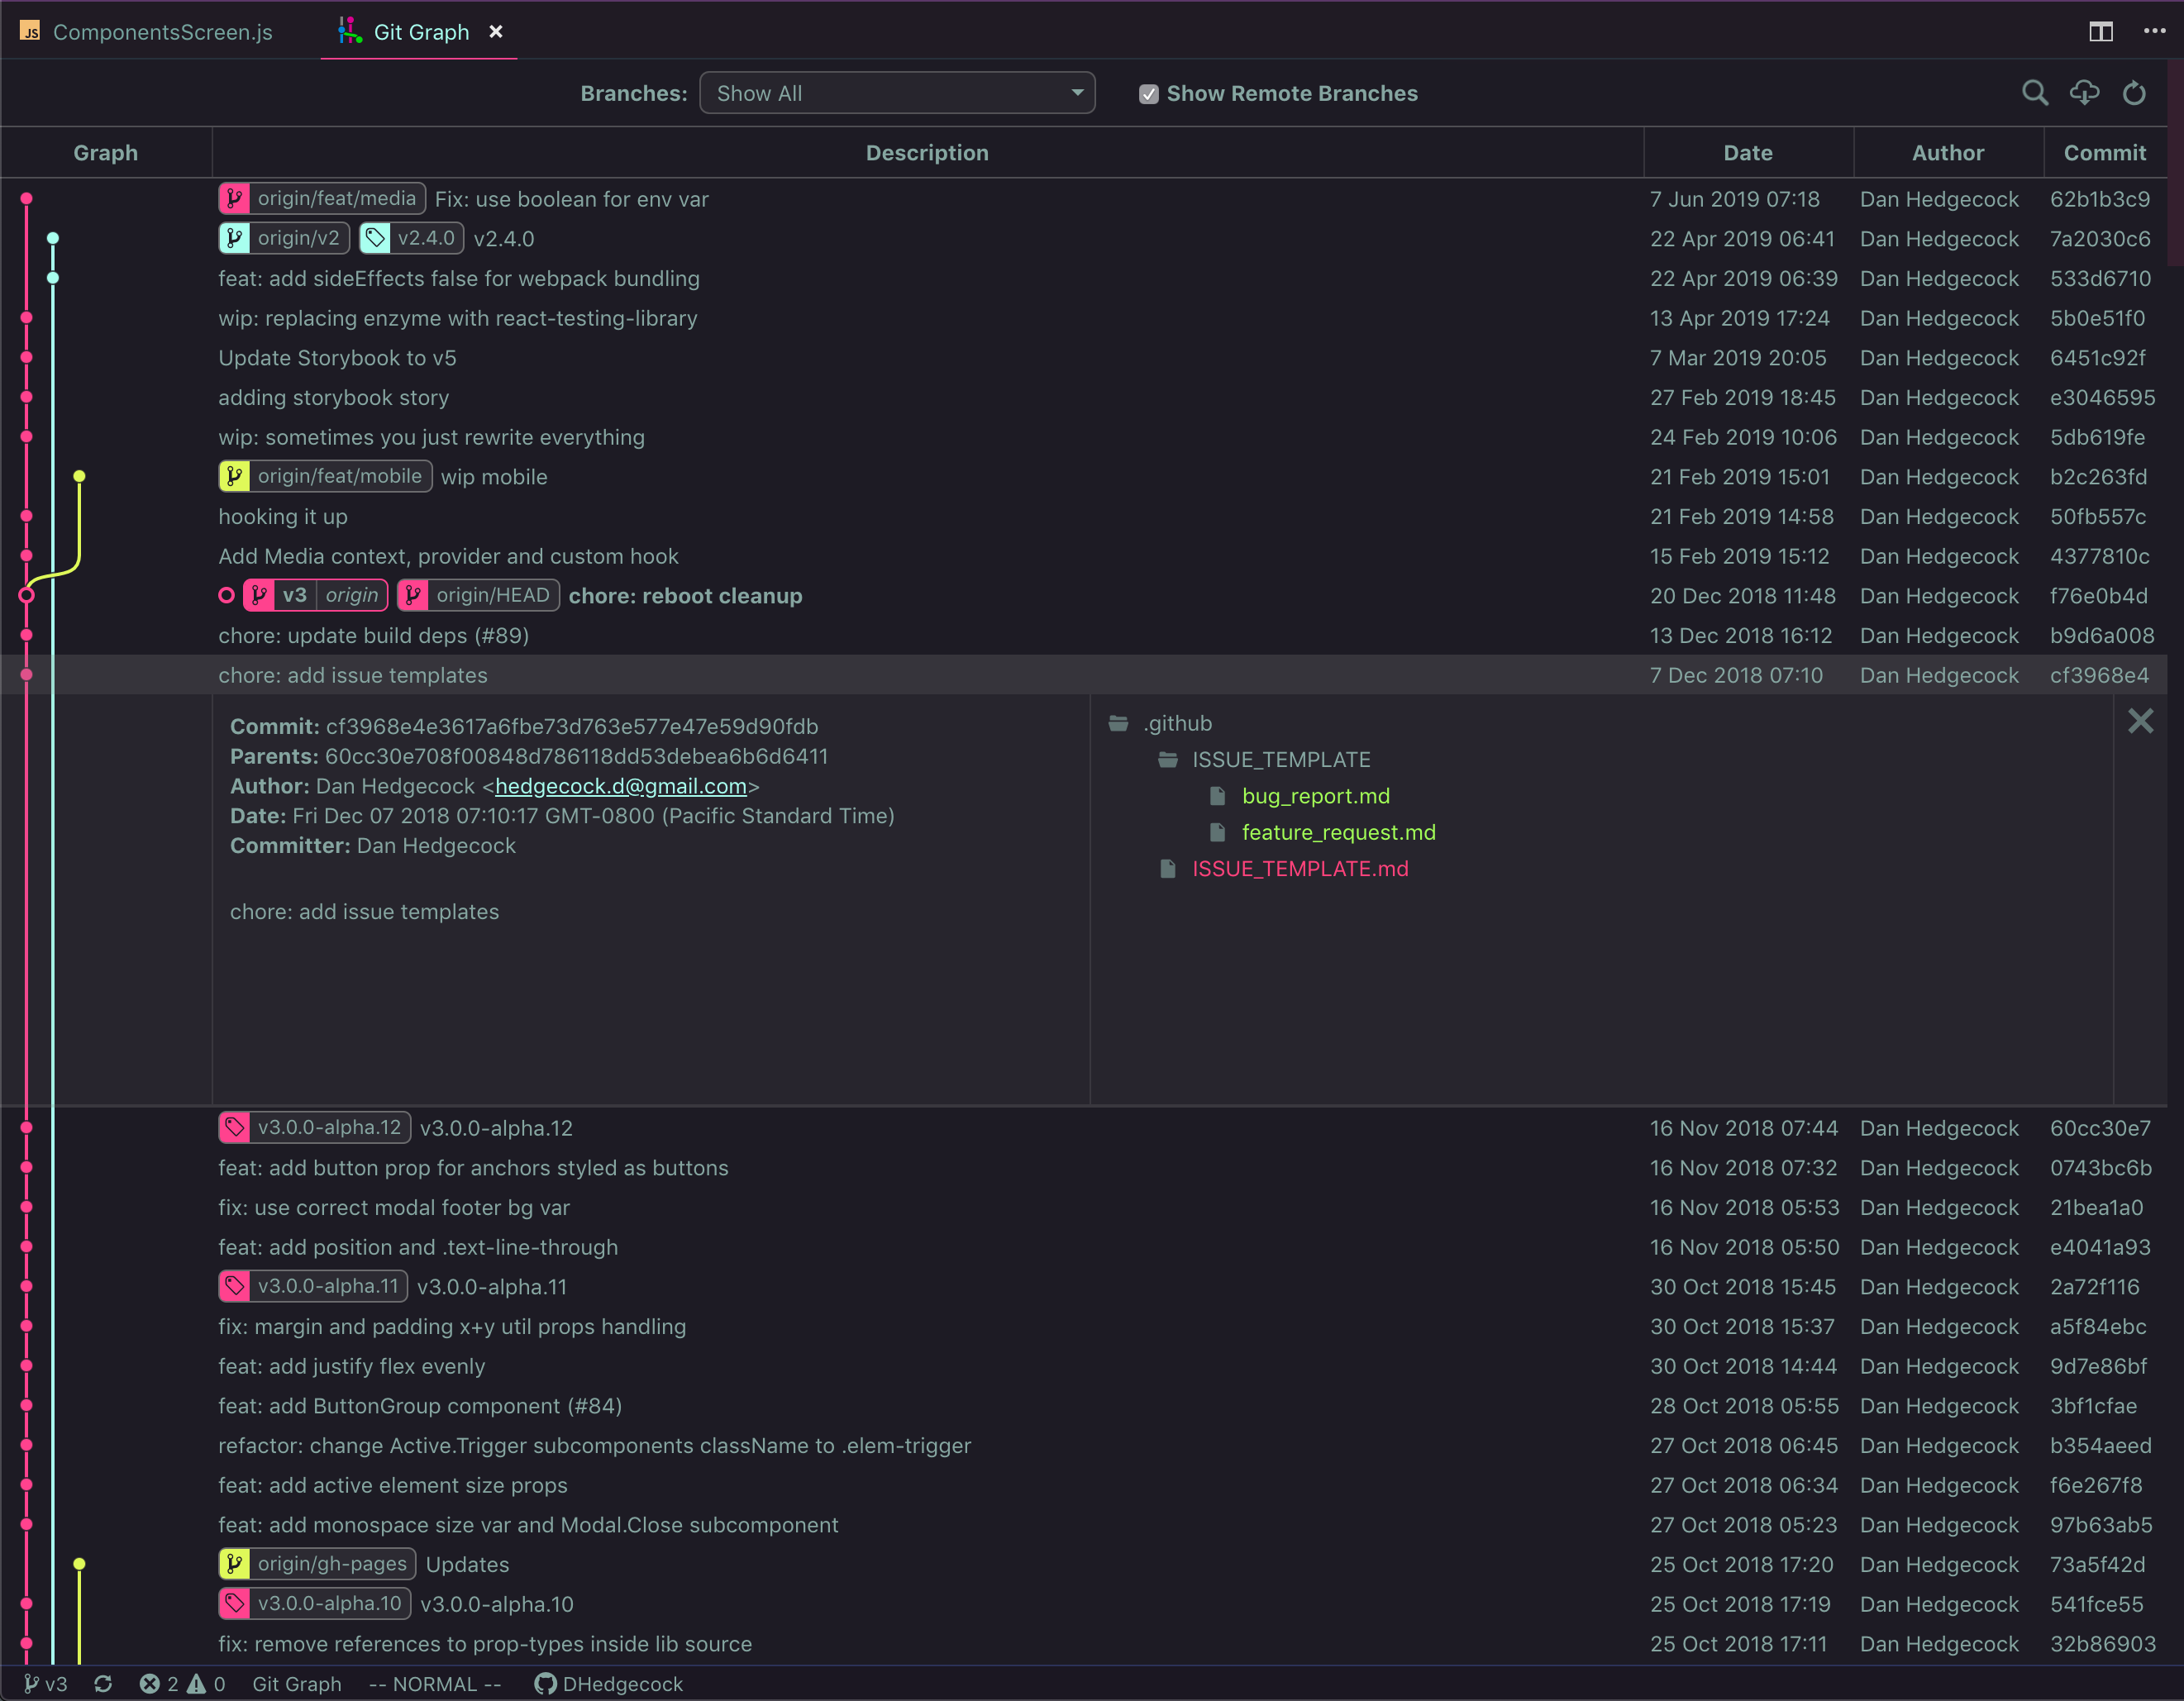 JS ComponentsScreen.js Git Graph ×
Branches: Show All Show Remote Branches
Graph Description Date Author Commit
origin/feat/media Fix: use boolean for env var 7 Jun 2019 07:18 Dan Hedgecock 62b1b3c9
origin/v2 v2.4.0 v2.4.0 22 Apr 2019 06:41 Dan Hedgecock 7a2030c6
feat: add sideEffects false for webpack bundling 22 Apr 2019 06:39 Dan Hedgecock 533d6710
wip: replacing enzyme with react-testing-library 13 Apr 2019 17:24 Dan Hedgecock 5b0e51f0
Update Storybook to v5 7 Mar 2019 20:05 Dan Hedgecock 6451c92f
adding storybook story 27 Feb 2019 18:45 Dan Hedgecock e3046595
wip: sometimes you just rewrite everything 24 Feb 2019 10:06 Dan Hedgecock 5db619fe
origin/feat/mobile wip mobile 21 Feb 2019 15:01 Dan Hedgecock b2c263fd
hooking it up 21 Feb 2019 14:58 Dan Hedgecock 50fb557c
Add Media context, provider and custom hook 15 Feb 2019 15:12 Dan Hedgecock 4377810c
v3 origin origin/HEAD chore: reboot cleanup 20 Dec 2018 11:48 Dan Hedgecock f76e0b4d
chore: update build deps (#89) 13 Dec 2018 16:12 Dan Hedgecock b9d6a008
chore: add issue templates 7 Dec 2018 07:10 Dan Hedgecock cf3968e4
Commit: cf3968e4e3617a6fbe73d763e577e47e59d90fdb
Parents: 60cc30e708f00848d786118dd53debea6b6d6411
Author: Dan Hedgecock <hedgecock.d@gmail.com>
Date: Fri Dec 07 2018 07:10:17 GMT-0800 (Pacific Standard Time)
Committer: Dan Hedgecock
chore: add issue templates
.github
ISSUE_TEMPLATE
bug_report.md
feature_request.md
ISSUE_TEMPLATE.md
v3.0.0-alpha.12 v3.0.0-alpha.12 16 Nov 2018 07:44 Dan Hedgecock 60cc30e7
feat: add button prop for anchors styled as buttons 16 Nov 2018 07:32 Dan Hedgecock 0743bc6b
fix: use correct modal footer bg var 16 Nov 2018 05:53 Dan Hedgecock 21bea1a0
feat: add position and .text-line-through 16 Nov 2018 05:50 Dan Hedgecock e4041a93
v3.0.0-alpha.11 v3.0.0-alpha.11 30 Oct 2018 15:45 Dan Hedgecock 2a72f116
fix: margin and padding x+y util props handling 30 Oct 2018 15:37 Dan Hedgecock a5f84ebc
feat: add justify flex evenly 30 Oct 2018 14:44 Dan Hedgecock 9d7e86bf
feat: add ButtonGroup component (#84) 28 Oct 2018 05:55 Dan Hedgecock 3bf1cfae
refactor: change Active.Trigger subcomponents className to .elem-trigger 27 Oct 2018 06:45 Dan Hedgecock b354aeed
feat: add active element size props 27 Oct 2018 06:34 Dan Hedgecock f6e267f8
feat: add monospace size var and Modal.Close subcomponent 27 Oct 2018 05:23 Dan Hedgecock 97b63ab5
origin/gh-pages Updates 25 Oct 2018 17:20 Dan Hedgecock 73a5f42d
v3.0.0-alpha.10 v3.0.0-alpha.10 25 Oct 2018 17:19 Dan Hedgecock 541fce55
fix: remove references to prop-types inside lib source 25 Oct 2018 17:11 Dan Hedgecock 32b86903
v3 2 0 Git Graph -- NORMAL -- DHedgecock